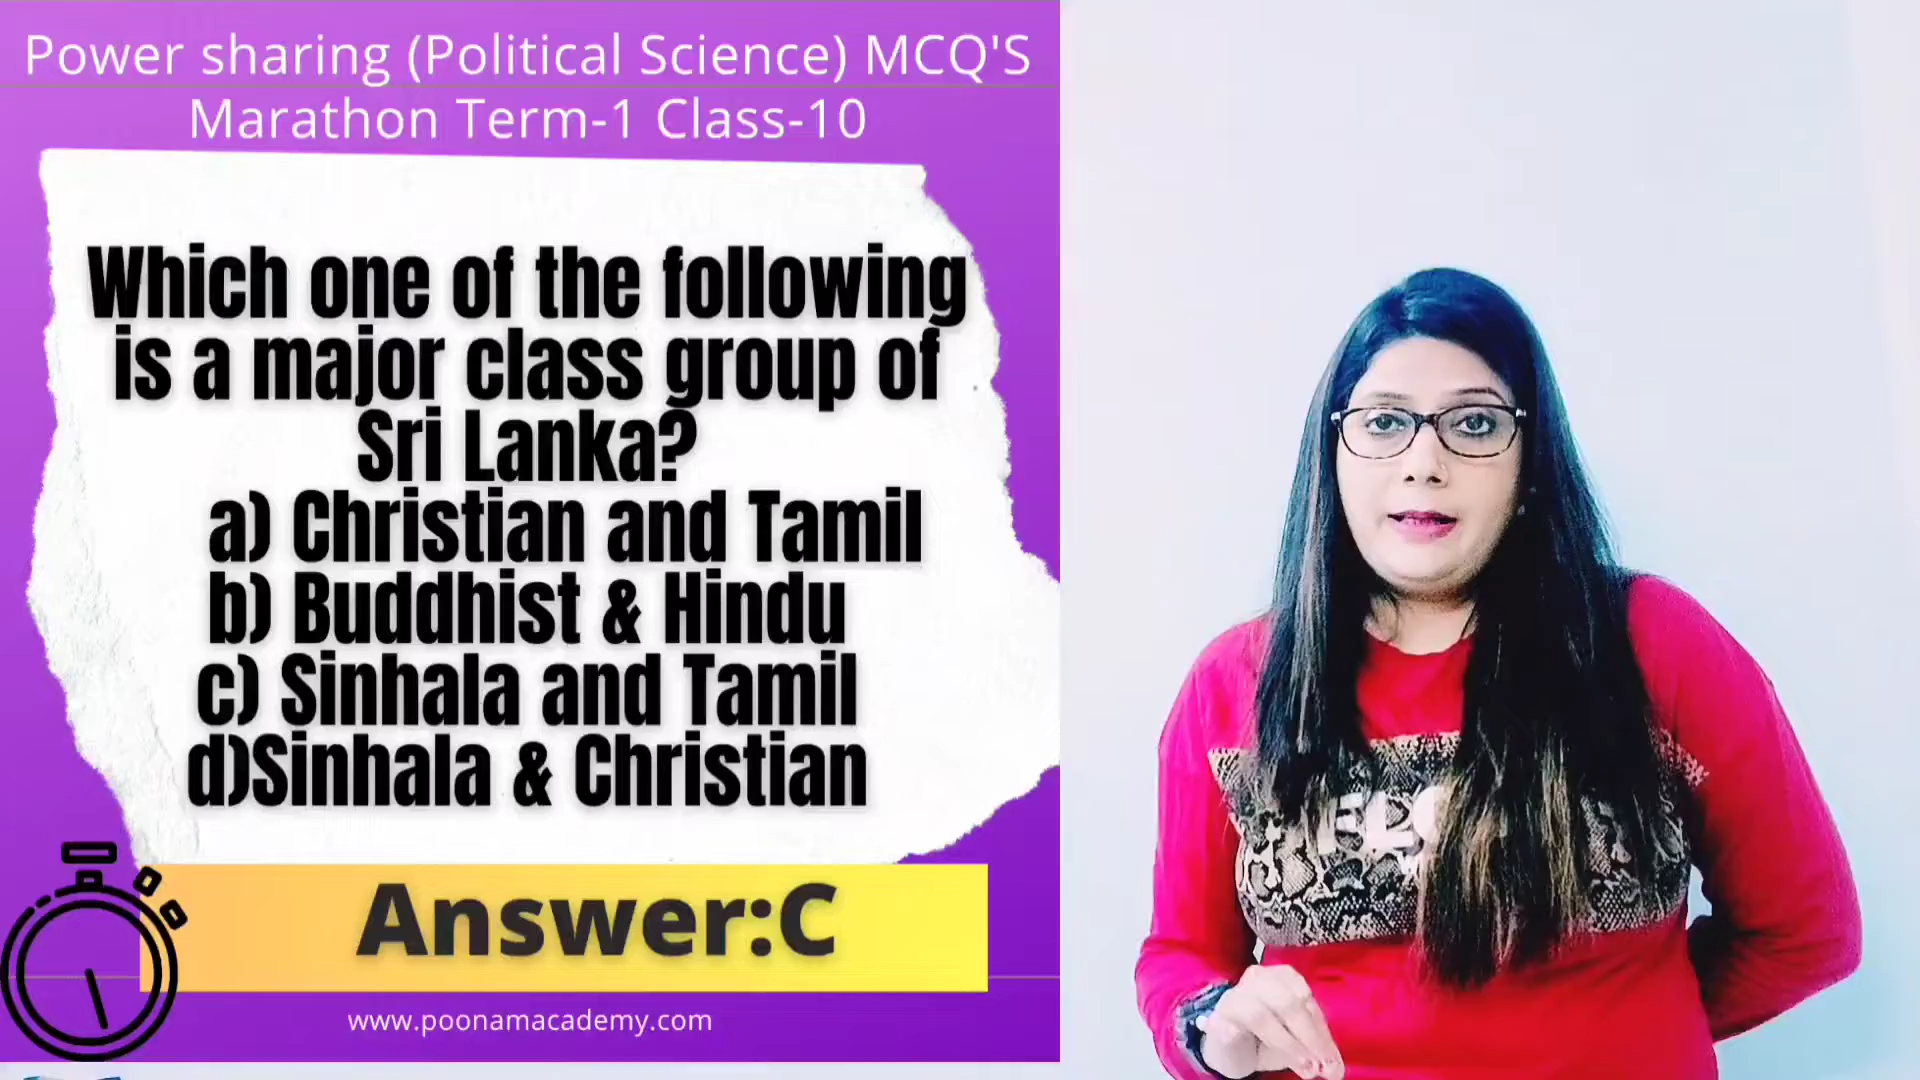 Power sharing (Political Science) MCQ'S
Marathon Term-1 Class-10
Which one of the following
is a major class group of
Sri Lanka?
a) Christian and Tamil
b) Buddhist & Hindu
c) Sinhala and Tamil
d)Sinhala & Christian
Answer:C
www.poonamacademy.com